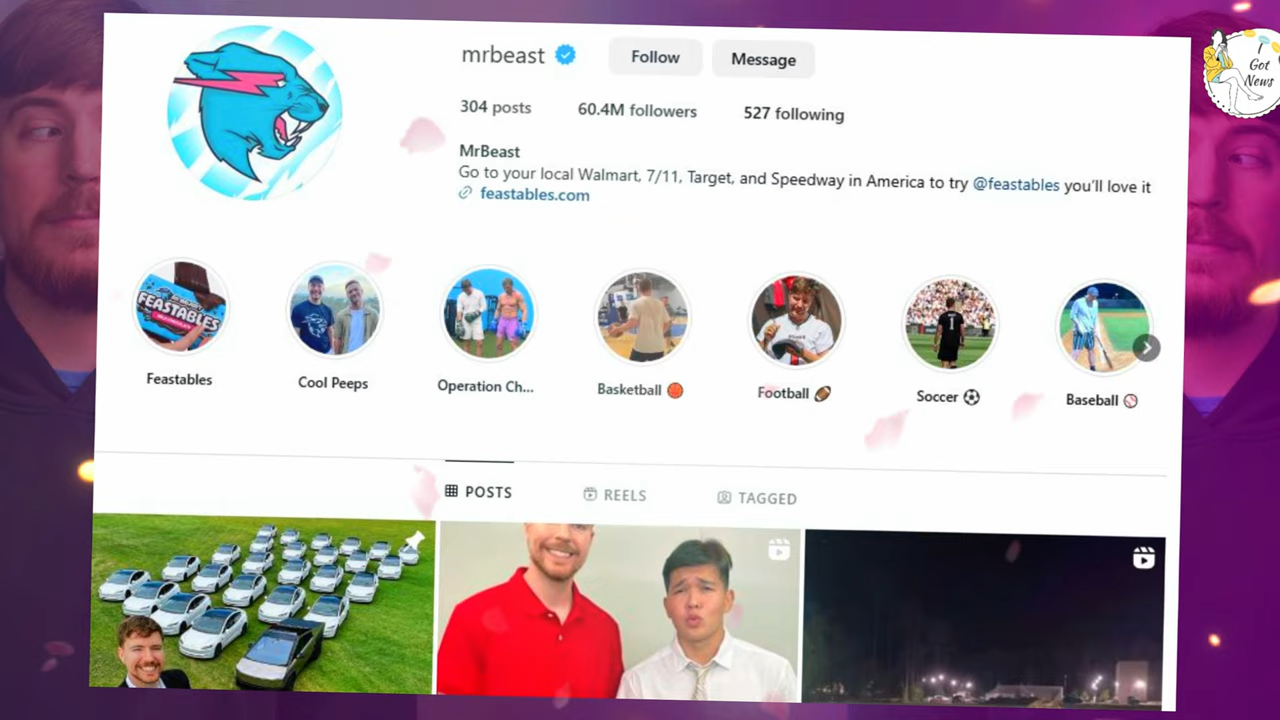 mrbeast
Follow
Message
304 posts
60.4M followers
527 following
MrBeast
Go to your local Walmart, 7/11, Target, and Speedway in America to try @feastables you'll love it
feastables.com
FEASTABLES
Feastables
Cool Peeps
Operation Ch...
Basketball 🏀
Football 🏈
Soccer ⚽
Baseball ⚾
POSTS
REELS
TAGGED
I
Got
News